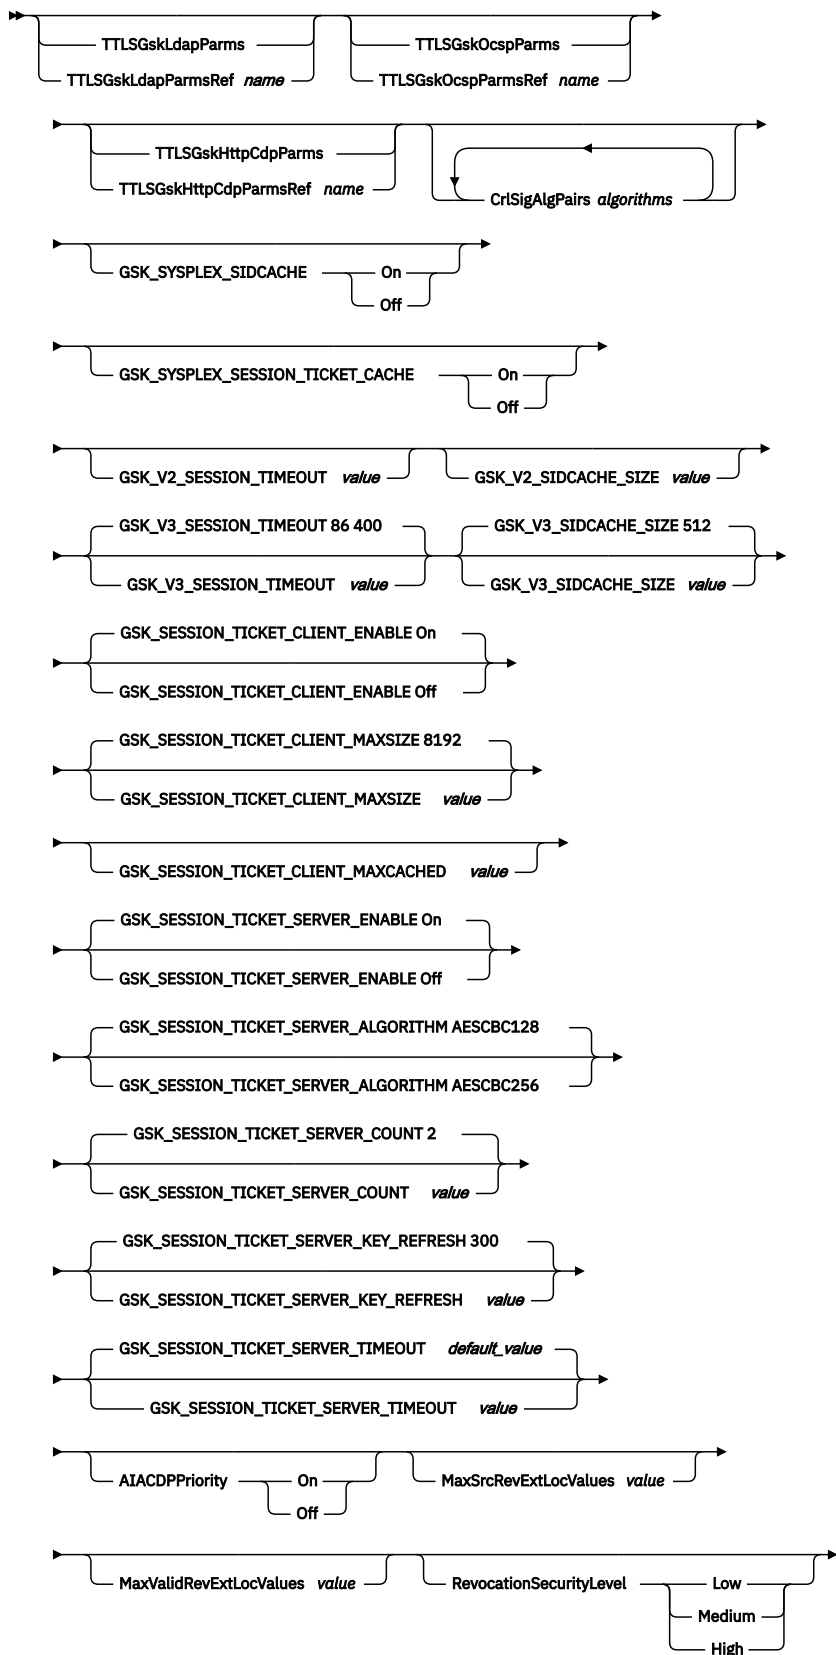 TTLSGskLdapParms TTLSGskOcspParms
TTLSGskLdapParmsRef name TTLSGskOcspParmsRef name
TTLSGskHttpCdpParms
TTLSGskHttpCdpParmsRef name
CrlSigAlgPairs algorithms
GSK_SYSPLEX_SIDCACHE On
Off
GSK_SYSPLEX_SESSION_TICKET_CACHE On
Off
GSK_V2_SESSION_TIMEOUT value GSK_V2_SIDCACHE_SIZE value
GSK_V3_SESSION_TIMEOUT 86 400 GSK_V3_SIDCACHE_SIZE 512
GSK_V3_SESSION_TIMEOUT value GSK_V3_SIDCACHE_SIZE value
GSK_SESSION_TICKET_CLIENT_ENABLE On
GSK_SESSION_TICKET_CLIENT_ENABLE Off
GSK_SESSION_TICKET_CLIENT_MAXSIZE 8192
GSK_SESSION_TICKET_CLIENT_MAXSIZE value
GSK_SESSION_TICKET_CLIENT_MAXCACHED value
GSK_SESSION_TICKET_SERVER_ENABLE On
GSK_SESSION_TICKET_SERVER_ENABLE Off
GSK_SESSION_TICKET_SERVER_ALGORITHM AESCBC128
GSK_SESSION_TICKET_SERVER_ALGORITHM AESCBC256
GSK_SESSION_TICKET_SERVER_COUNT 2
GSK_SESSION_TICKET_SERVER_COUNT value
GSK_SESSION_TICKET_SERVER_KEY_REFRESH 300
GSK_SESSION_TICKET_SERVER_KEY_REFRESH value
GSK_SESSION_TICKET_SERVER_TIMEOUT default_value
GSK_SESSION_TICKET_SERVER_TIMEOUT value
AIACDPPriority On MaxSrcRevExtLocValues value
Off
MaxValidRevExtLocValues value RevocationSecurityLevel Low
Medium
High